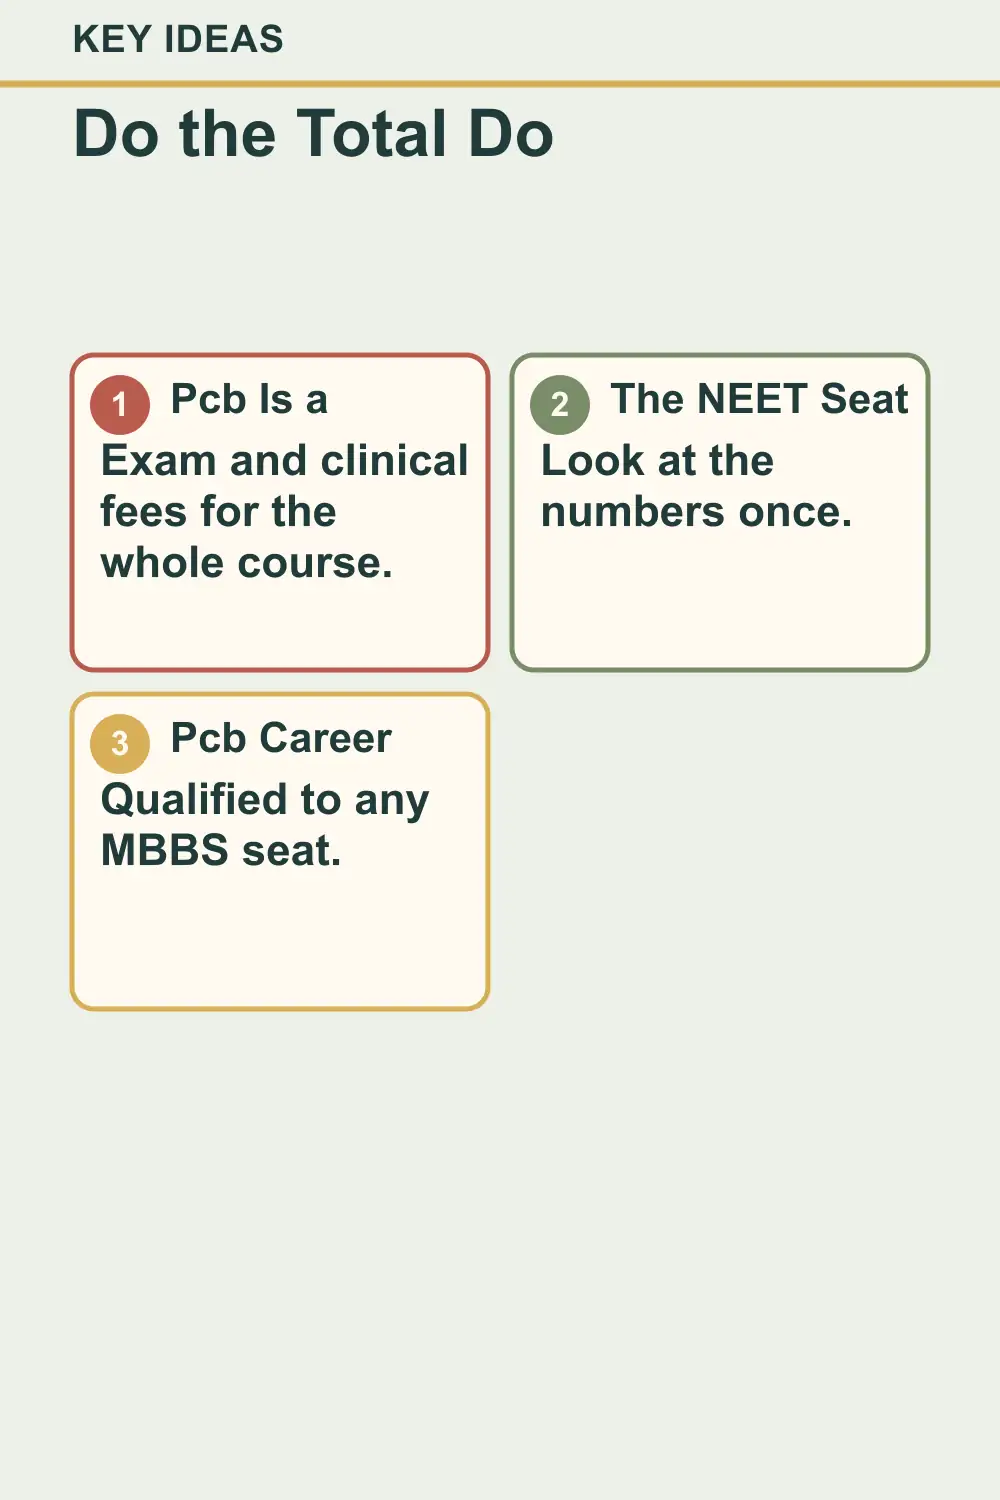 KEY IDEAS
Do the Total Do
1 Pcb Is a
Exam and clinical
fees for the
whole course.
2 The NEET Seat
Look at the
numbers once.
3 Pcb Career
Qualified to any
MBBS seat.